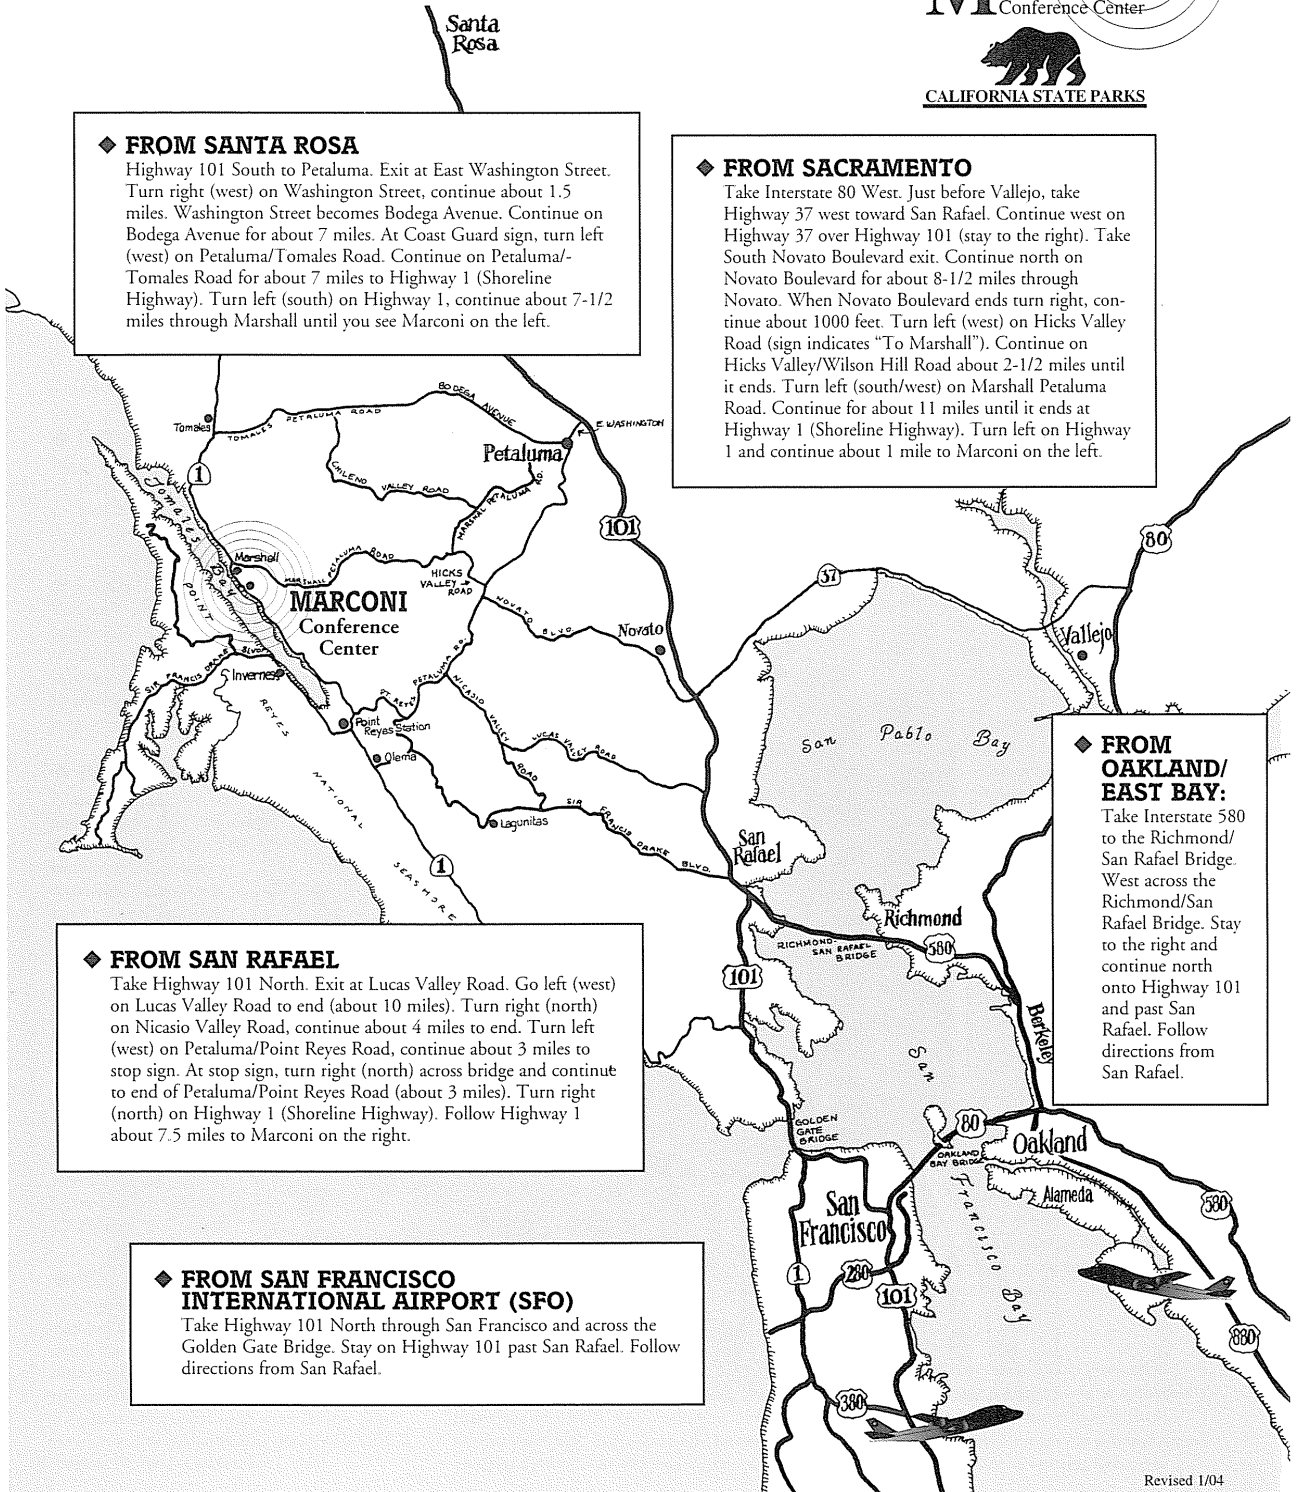 Conference Center
CALIFORNIA STATE PARKS
Santa
Rosa
◆ FROM SANTA ROSA
Highway 101 South to Petaluma. Exit at East Washington Street.
Turn right (west) on Washington Street, continue about 1.5
miles. Washington Street becomes Bodega Avenue. Continue on
Bodega Avenue for about 7 miles. At Coast Guard sign, turn left
(west) on Petaluma/Tomales Road. Continue on Petaluma/-
Tomales Road for about 7 miles to Highway 1 (Shoreline
Highway). Turn left (south) on Highway 1, continue about 7-1/2
miles through Marshall until you see Marconi on the left.
◆ FROM SACRAMENTO
Take Interstate 80 West. Just before Vallejo, take
Highway 37 west toward San Rafael. Continue west on
Highway 37 over Highway 101 (stay to the right). Take
South Novato Boulevard exit. Continue north on
Novato Boulevard for about 8-1/2 miles through
Novato. When Novato Boulevard ends turn right, con-
tinue about 1000 feet. Turn left (west) on Hicks Valley
Road (sign indicates "To Marshall"). Continue on
Hicks Valley/Wilson Hill Road about 2-1/2 miles until
it ends. Turn left (south/west) on Marshall Petaluma
Road. Continue for about 11 miles until it ends at
Highway 1 (Shoreline Highway). Turn left on Highway
1 and continue about 1 mile to Marconi on the left.
Tomales
TOMALES PETALUMA ROAD
BODEGA AVENUE
E. WASHINGTON
Petaluma
1
CHILENO VALLEY ROAD
MARSHAL PETALUMA RD.
101
80
Tomales Bay
Marshall
MARSHALL PETALUMA ROAD
HICKS
VALLEY →
ROAD
37
MARCONI
Conference
Center
NOVATO BLVD
Novato
Vallejo
POINT REYES NATIONAL SEASHORE
SIR FRANCIS DRAKE BLVD
Inverness
PT REYES PETALUMA RD.
NICASIO VALLEY ROAD
LUCAS VALLEY ROAD
Point
Reyes Station
Olema
San Pablo Bay
Lagunitas
SIR FRANCIS DRAKE BLVD.
San
Rafael
1
◆ FROM
OAKLAND/
EAST BAY:
Take Interstate 580
to the Richmond/
San Rafael Bridge.
West across the
Richmond/San
Rafael Bridge. Stay
to the right and
continue north
onto Highway 101
and past San
Rafael. Follow
directions from
San Rafael.
Richmond
RICHMOND-
SAN RAFAEL
BRIDGE
580
101
Berkeley
◆ FROM SAN RAFAEL
Take Highway 101 North. Exit at Lucas Valley Road. Go left (west)
on Lucas Valley Road to end (about 10 miles). Turn right (north)
on Nicasio Valley Road, continue about 4 miles to end. Turn left
(west) on Petaluma/Point Reyes Road, continue about 3 miles to
stop sign. At stop sign, turn right (north) across bridge and continue
to end of Petaluma/Point Reyes Road (about 3 miles). Turn right
(north) on Highway 1 (Shoreline Highway). Follow Highway 1
about 7.5 miles to Marconi on the right.
San Francisco Bay
GOLDEN
GATE
BRIDGE
80
OAKLAND
BAY BRIDGE
Oakland
Alameda
580
San
Francisco
1
280
101
880
380
◆ FROM SAN FRANCISCO
INTERNATIONAL AIRPORT (SFO)
Take Highway 101 North through San Francisco and across the
Golden Gate Bridge. Stay on Highway 101 past San Rafael. Follow
directions from San Rafael.
Revised 1/04